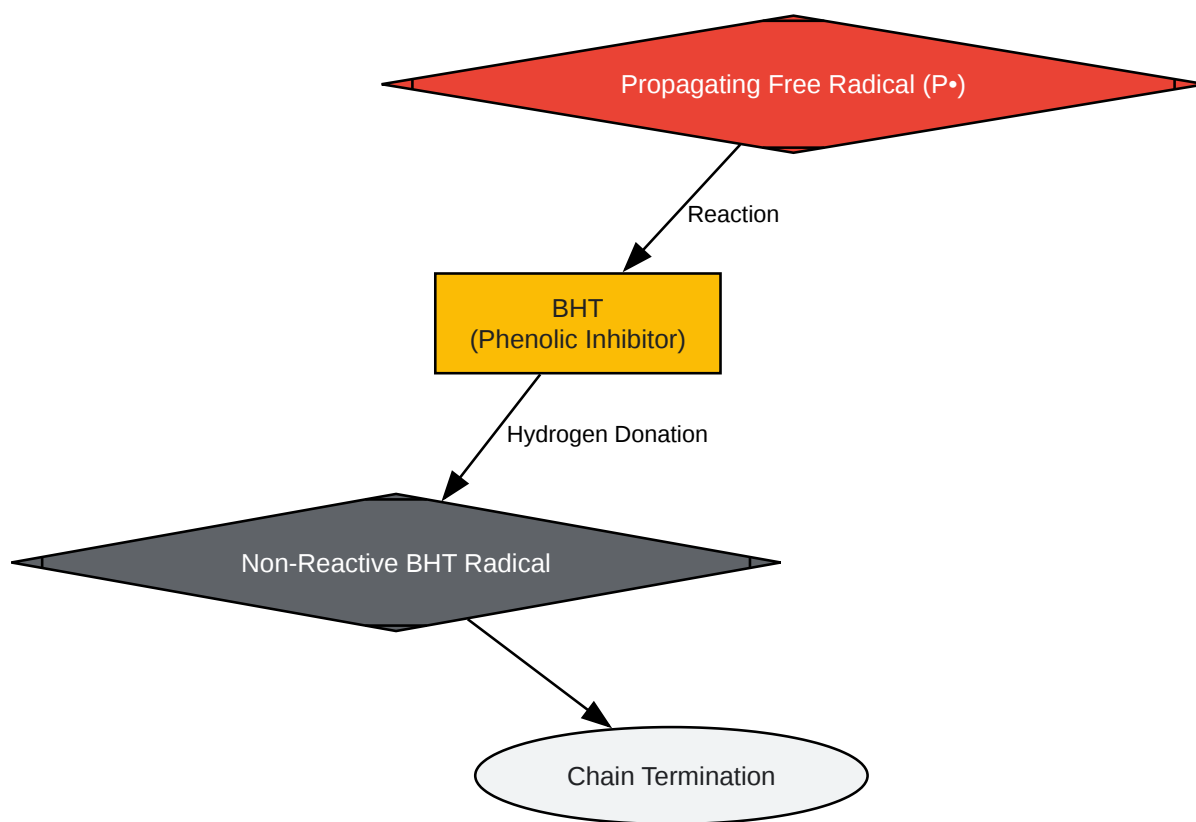 Propagating Free Radical (P•)
Reaction
BHT
(Phenolic Inhibitor)
Hydrogen Donation
Non-Reactive BHT Radical
Chain Termination